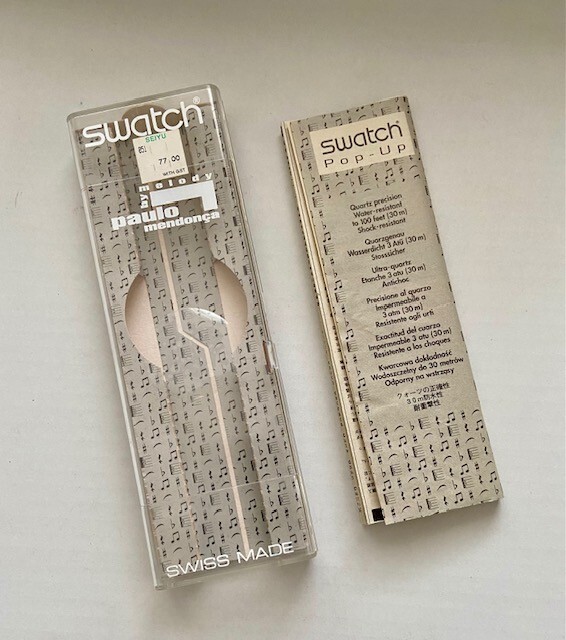 swatch®
SEIYU
77.00
WITH GST
by melody
paulo
mendonça
SWISS MADE
swatch®
Pop-Up
Quartz precision
Water-resistant
to 100 feet (30 m)
Shock-resistant
Quarzgenau
Wasserdicht 3 Atü (30 m)
Stosssicher
Ultra-quartz
Etanche 3 atu (30 m)
Antichoc
Precisione al quarzo
Impermeabile a
3 atm (30 m)
Resistente agli urti
Exactitud del cuarzo
Impermeable 3 atu (30 m)
Resistente a los choques
Kwarcowa dokładność
Wodoszczelny do 30 metrów
Odporny na wstrząsy
クォーツの正確性
30m防水性
耐衝撃性